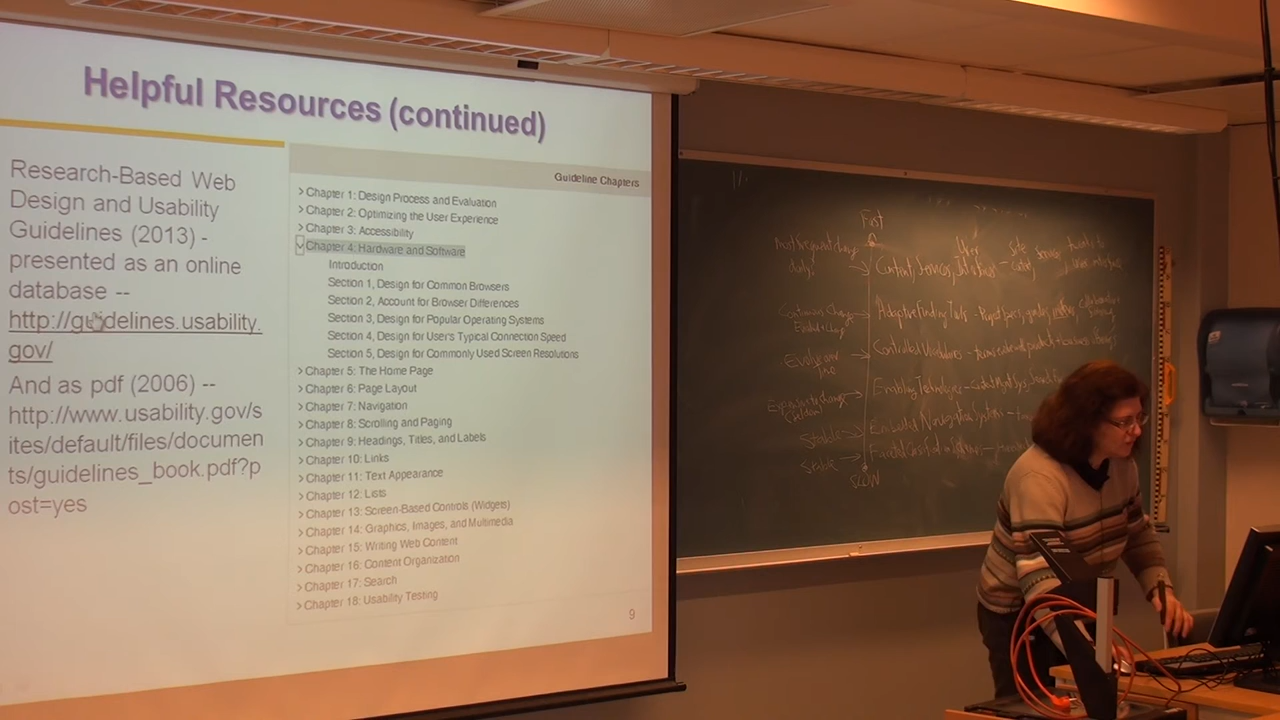 Helpful Resources (continued)
Research-Based Web
Design and Usability
Guidelines (2013) -
presented as an online
database --
http://guidelines.usability.
gov/
And as pdf (2006) --
http://www.usability.gov/s
ites/default/files/documen
ts/guidelines_book.pdf?p
ost=yes
Guideline Chapters
Chapter 1: Design Process and Evaluation
Chapter 2: Optimizing the User Experience
Chapter 3: Accessibility
Chapter 4: Hardware and Software
Introduction
Section 1, Design for Common Browsers
Section 2, Account for Browser Differences
Section 3, Design for Popular Operating Systems
Section 4, Design for User's Typical Connection Speed
Section 5, Design for Commonly Used Screen Resolutions
Chapter 5: The Home Page
Chapter 6: Page Layout
Chapter 7: Navigation
Chapter 8: Scrolling and Paging
Chapter 9: Headings, Titles, and Labels
Chapter 10: Links
Chapter 11: Text Appearance
Chapter 12: Lists
Chapter 13: Screen-Based Controls (Widgets)
Chapter 14: Graphics, Images, and Multimedia
Chapter 15: Writing Web Content
Chapter 16: Content Organization
Chapter 17: Search
Chapter 18: Usability Testing
9
Fast
Content, Services,
Adaptive Finding Tools
Controlled Vocabularies
Enabling Technologies
Embedded Navigation Systems
Stable
Stable
SLOW